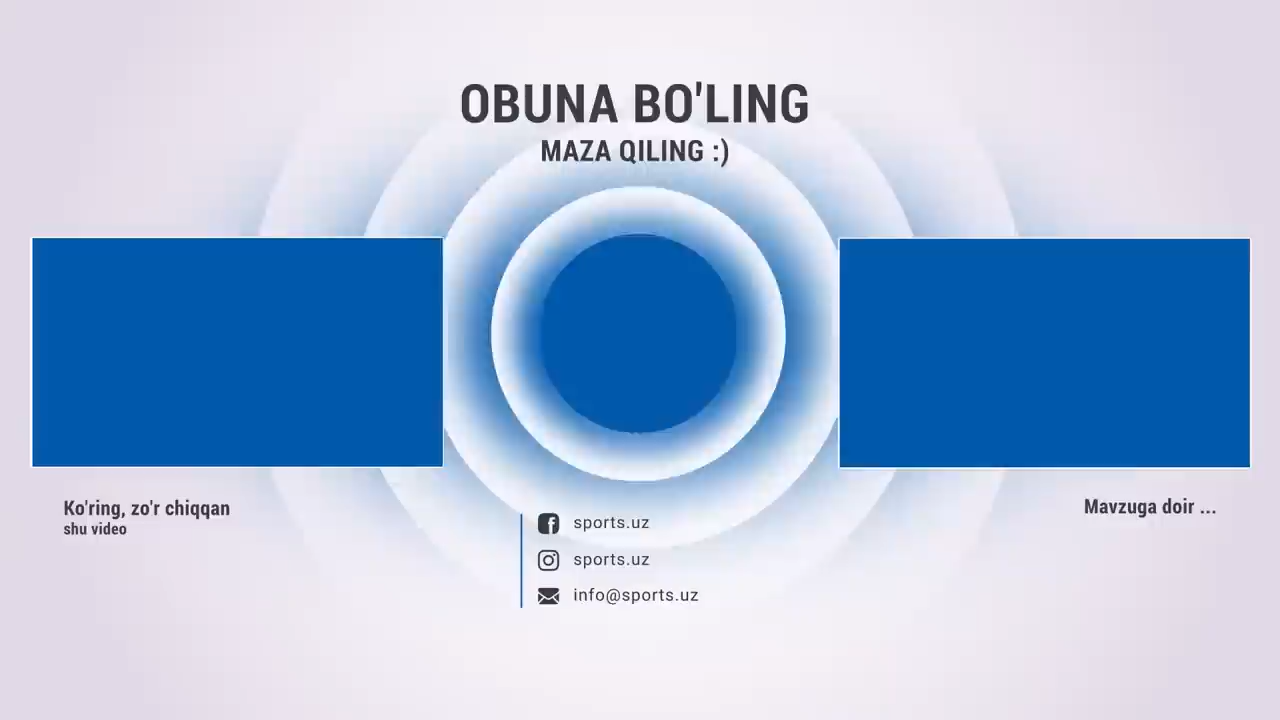 OBUNA BO'LING
MAZA QILING :)
Ko'ring, zo'r chiqqan
shu video
Mavzuga doir ...
sports.uz
sports.uz
info@sports.uz